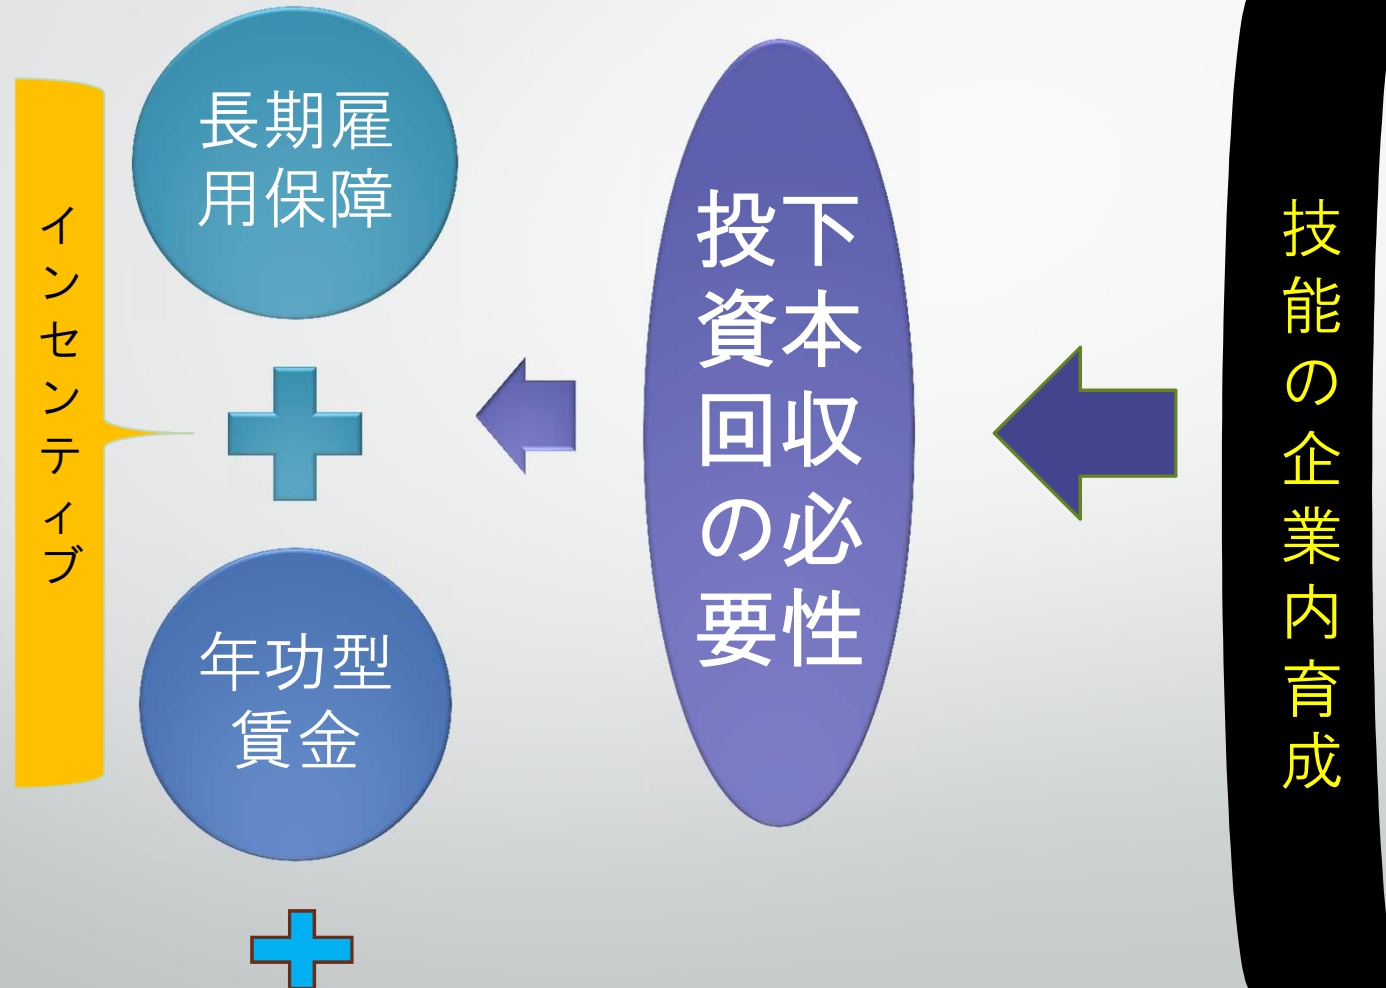 インセンティブ
長期雇
用保障
年功型
賃金
投下
資本
回収
の必
要性
技能の企業内育成